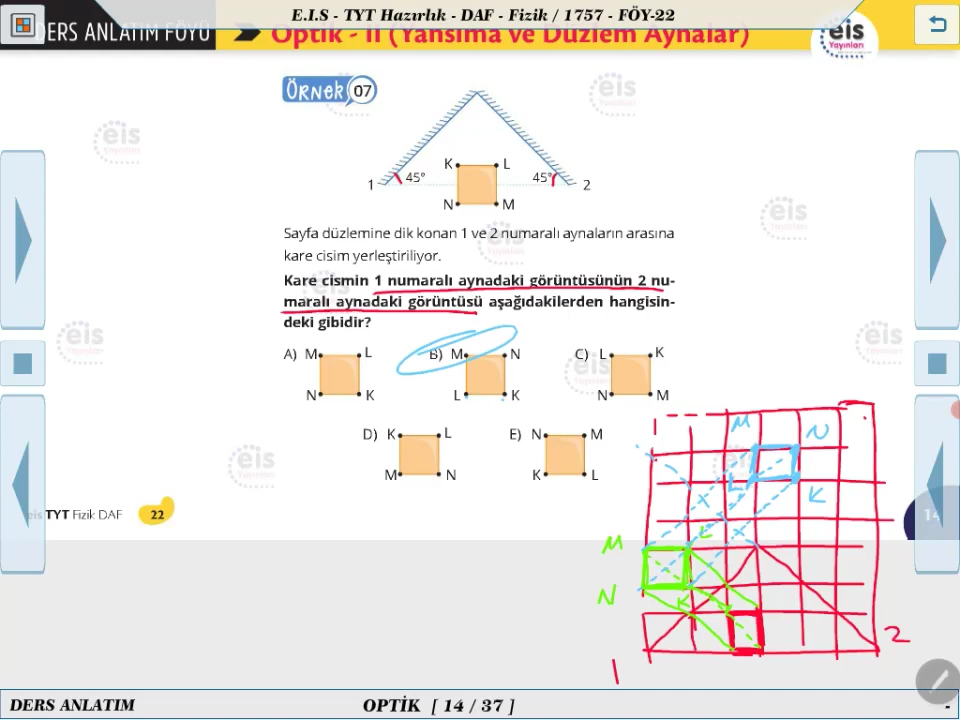 E.I.S - TYT Hazırlık - DAF - Fizik / 1757 - FÖY-22
DERS ANLATIM FÖYÜ
Optik - II (Yansıma ve Düzlem Aynalar)
eis
Yayınları
ÖRNEK 07
K L
1 45° 45° 2
N M
Sayfa düzlemine dik konan 1 ve 2 numaralı aynaların arasına
kare cisim yerleştiriliyor.
Kare cismin 1 numaralı aynadaki görüntüsünün 2 nu-
maralı aynadaki görüntüsü aşağıdakilerden hangisin-
deki gibidir?
A) M L
N K
B) M N
L K
C) L K
N M
D) K L
M N
E) N M
K L
M N
L K
M L
N K
1 2
eis TYT Fizik DAF 22
14
DERS ANLATIM
OPTİK [ 14 / 37 ]